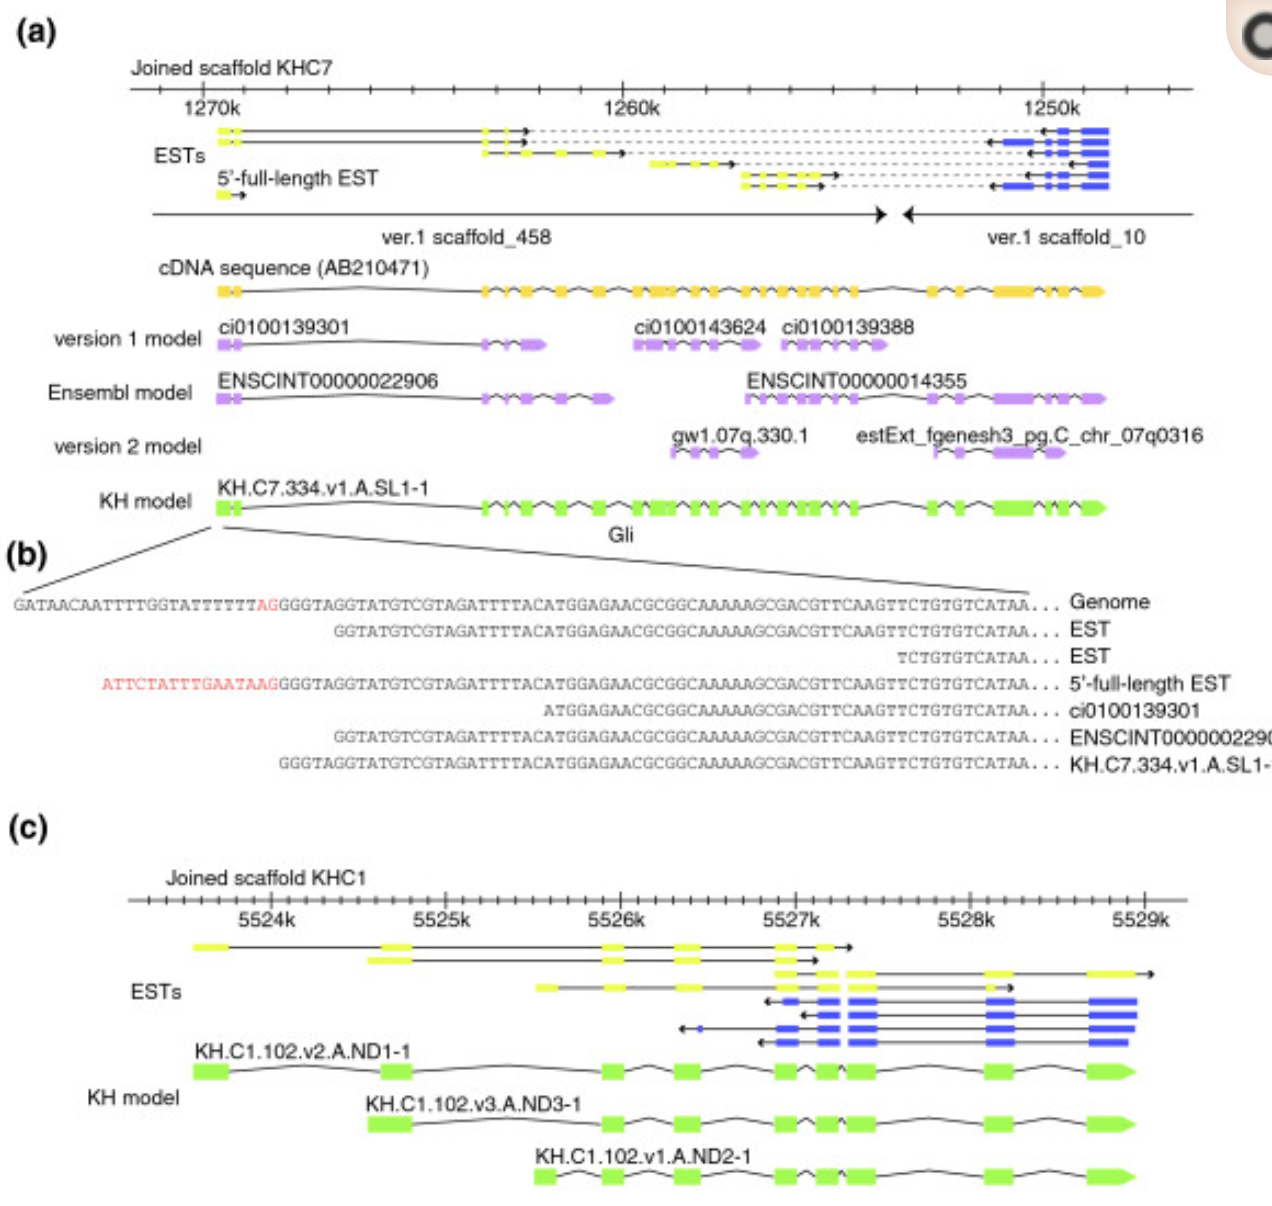 (a)
Joined scaffold KHC7
1270k 1260k 1250k
ESTs
5'-full-length EST
ver.1 scaffold_458 ver.1 scaffold_10
cDNA sequence (AB210471)
ci0100139301 ci0100143624 ci0100139388
version 1 model
ENSCINT00000022906 ENSCINT00000014355
Ensembl model
gw1.07q.330.1 estExt_fgenesh3_pg.C_chr_07q0316
version 2 model
KH.C7.334.v1.A.SL1-1
KH model
Gli
(b)
GATAACAATTTTGGTATTTTTTAGGGGTAGGTATGTCGTAGATTTTACATGGAGAACGCGGCAAAAAGCGACGTTCAAGTTCTGTGTCATAA... Genome
GGTATGTCGTAGATTTTACATGGAGAACGCGGCAAAAAGCGACGTTCAAGTTCTGTGTCATAA... EST
TCTGTGTCATAA... EST
ATTCTATTTGAATAAGGGGTAGGTATGTCGTAGATTTTACATGGAGAACGCGGCAAAAAGCGACGTTCAAGTTCTGTGTCATAA... 5'-full-length EST
ATGGAGAACGCGGCAAAAAGCGACGTTCAAGTTCTGTGTCATAA... ci0100139301
GGTATGTCGTAGATTTTACATGGAGAACGCGGCAAAAAGCGACGTTCAAGTTCTGTGTCATAA... ENSCINT0000002290
GGGTAGGTATGTCGTAGATTTTACATGGAGAACGCGGCAAAAAGCGACGTTCAAGTTCTGTGTCATAA... KH.C7.334.v1.A.SL1-
(c)
Joined scaffold KHC1
5524k 5525k 5526k 5527k 5528k 5529k
ESTs
KH.C1.102.v2.A.ND1-1
KH model
KH.C1.102.v3.A.ND3-1
KH.C1.102.v1.A.ND2-1